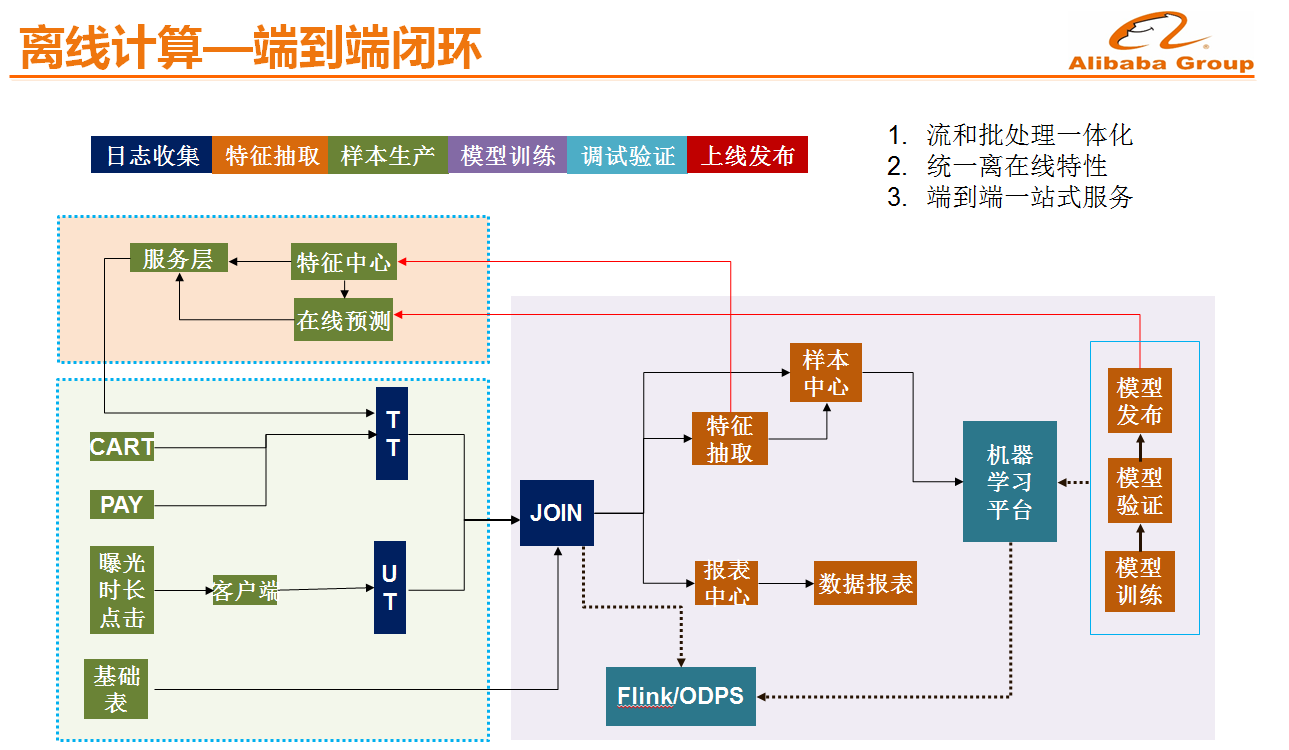 离线计算—端到端闭环
Alibaba Group
日志收集 特征抽取 样本生产 模型训练 调试验证 上线发布
1. 流和批处理一体化
2. 统一离在线特性
3. 端到端一站式服务
服务层
特征中心
在线预测
T
T
CART
PAY
曝光
时长
点击
客户端
U
T
基础
表
JOIN
样本
中心
特征
抽取
报表
中心
数据报表
机器
学习
平台
模型
发布
模型
验证
模型
训练
Flink/ODPS